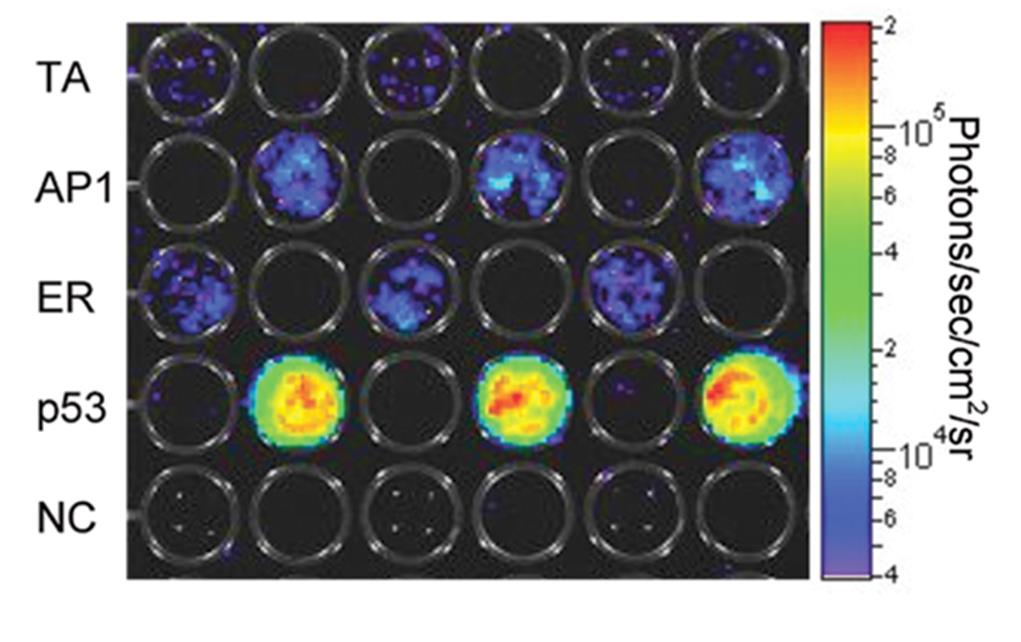 TA
AP1
ER
p53
NC
2
10⁵
8
6
4
2
10⁴
8
6
4
Photons/sec/cm²/sr